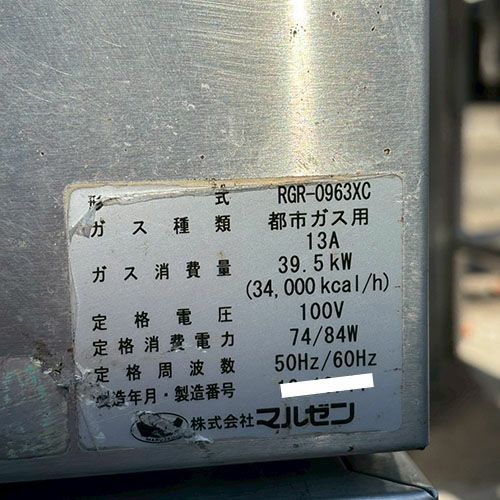 形式 RGR-0963XC
ガス種類 都市ガス用
13A
ガス消費量 39.5kW
(34,000kcal/h)
定格電圧 100V
定格消費電力 74/84W
定格周波数 50Hz/60Hz
製造年月・製造番号
株式会社マルゼン